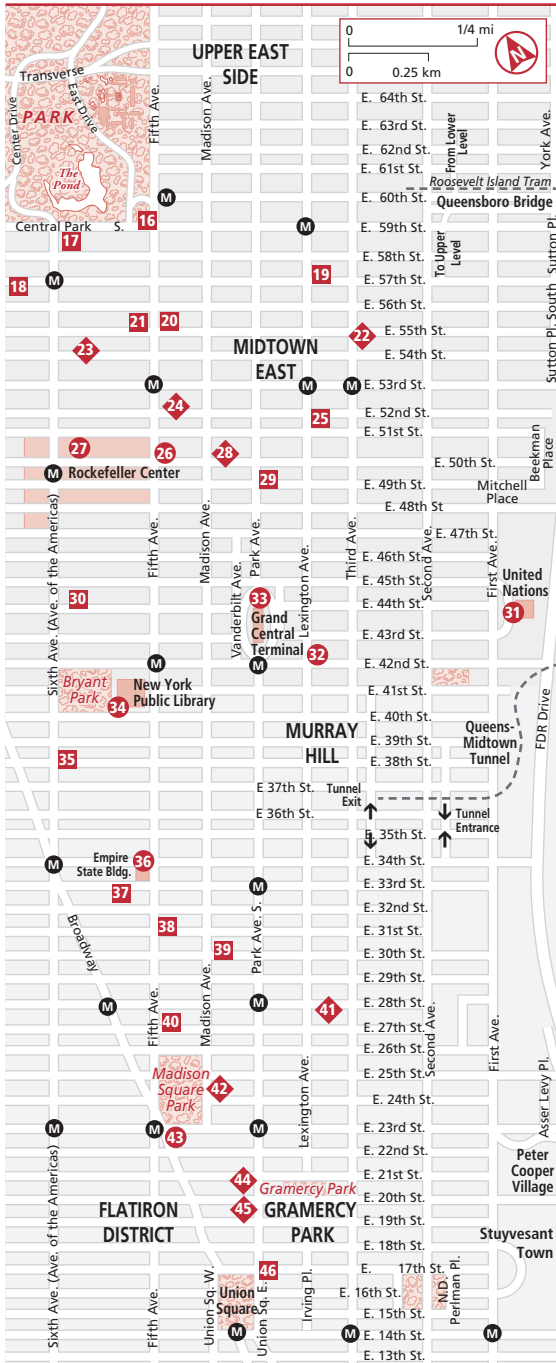 0 1/4 mi
0 0.25 km
N
UPPER EAST
SIDE
Transverse
PARK
Center Drive
East Drive
The
Pond
Fifth Ave.
Madison Ave.
E. 64th St.
E. 63rd St.
E. 62nd St.
E. 61st St.
From Lower
Level
York Ave.
Roosevelt Island Tram
M
E. 60th St.
Queensboro Bridge
16
Central Park S.
M
E. 59th St.
17
Sutton Pl.
E. 58th St.
To Upper
Level
18
M
19
E. 57th St.
E. 56th St.
Sutton Pl. South
21
20
22
E. 55th St.
23
MIDTOWN
EAST
E. 54th St.
M
M
M
E. 53rd St.
24
25
E. 52nd St.
E. 51st St.
27
26
28
E. 50th St.
Beekman
Place
M
Rockefeller Center
29
E. 49th St.
Mitchell
Place
E. 48th St
Sixth Ave. (Ave. of the Americas)
Fifth Ave.
Madison Ave.
Vanderbilt Ave.
Park Ave.
Lexington Ave.
Third Ave.
Second Ave.
First Ave.
E. 47th St.
E. 46th St.
E. 45th St.
United
Nations
30
33
E. 44th St.
31
Grand
Central
Terminal
E. 43rd St.
32
M
M
E. 42nd St.
Bryant
Park
New York
Public Library
34
E. 41st St.
E. 40th St.
MURRAY
HILL
E. 39th St.
E. 38th St.
Queens-
Midtown
Tunnel
FDR Drive
35
E 37th St.
Tunnel
Exit
E 36th St.
Tunnel
Entrance
E. 35th St.
Empire
State Bldg.
36
M
E. 34th St.
37
M
E. 33rd St.
E. 32nd St.
Broadway
38
Park Ave. S.
E. 31st St.
39
E. 30th St.
E. 29th St.
M
M
41
E. 28th St.
40
E. 27th St.
Fifth Ave.
Madison Ave.
Second Ave.
First Ave.
E. 26th St.
Madison
Square
Park
42
E. 25th St.
E. 24th St.
Lexington Ave.
Asser Levy Pl.
M
M
43
M
E. 23rd St.
E. 22nd St.
Peter
Cooper
Village
44
E. 21st St.
Gramercy Park
E. 20th St.
45
FLATIRON
DISTRICT
GRAMERCY
PARK
E. 19th St.
E. 18th St.
Stuyvesant
Town
46
E. 17th St.
Sixth Ave. (Ave. of the Americas)
Fifth Ave.
Union Sq. W.
Union
Square
Union Sq. E.
Irving Pl.
E. 16th St.
N.D.
Perlman Pl.
E. 15th St.
M
M
E. 14th St.
M
E. 13th St.